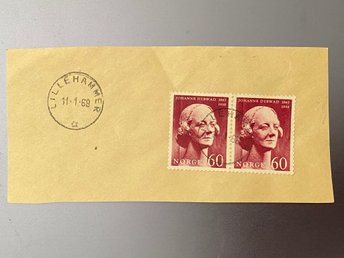 LILLEHAMMER
11-1-68
JOHANNE DYBWAD 1867
1950
NORGE 60
JOHANNE DYBWAD 1867
1950
NORGE 60